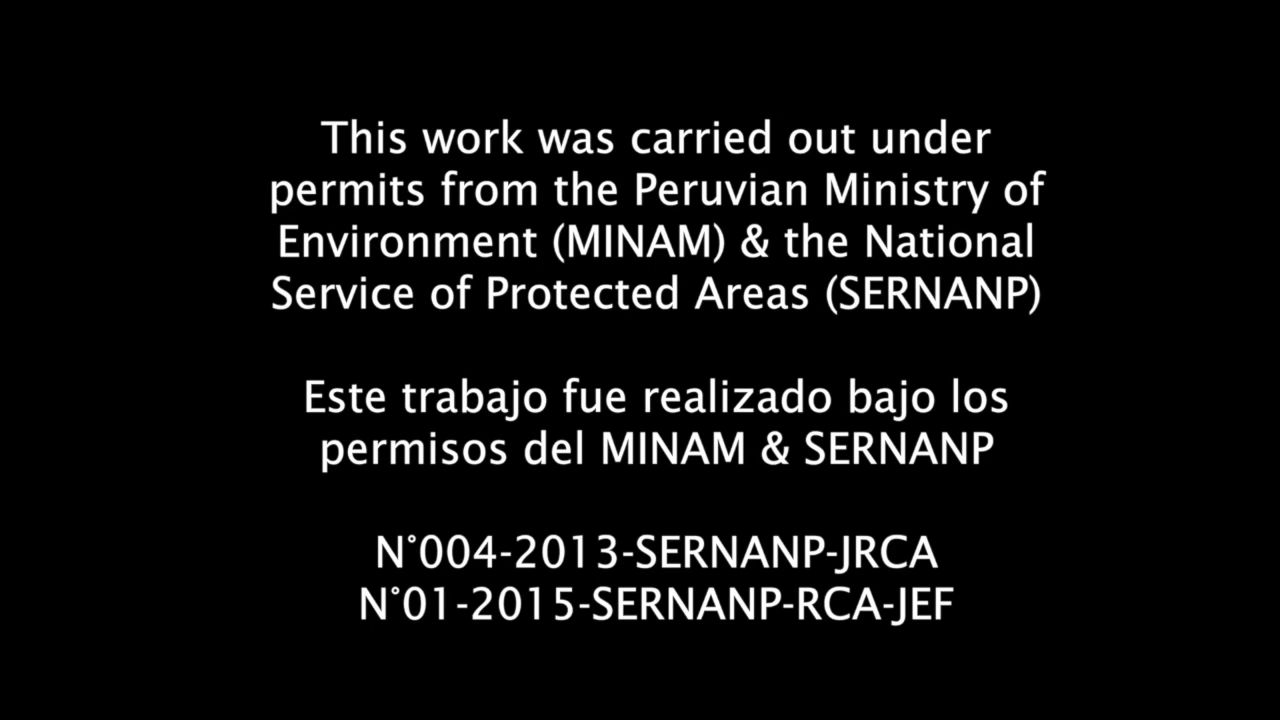 This work was carried out under
permits from the Peruvian Ministry of
Environment (MINAM) & the National
Service of Protected Areas (SERNANP)
Este trabajo fue realizado bajo los
permisos del MINAM & SERNANP
N°004-2013-SERNANP-JRCA
N°01-2015-SERNANP-RCA-JEF